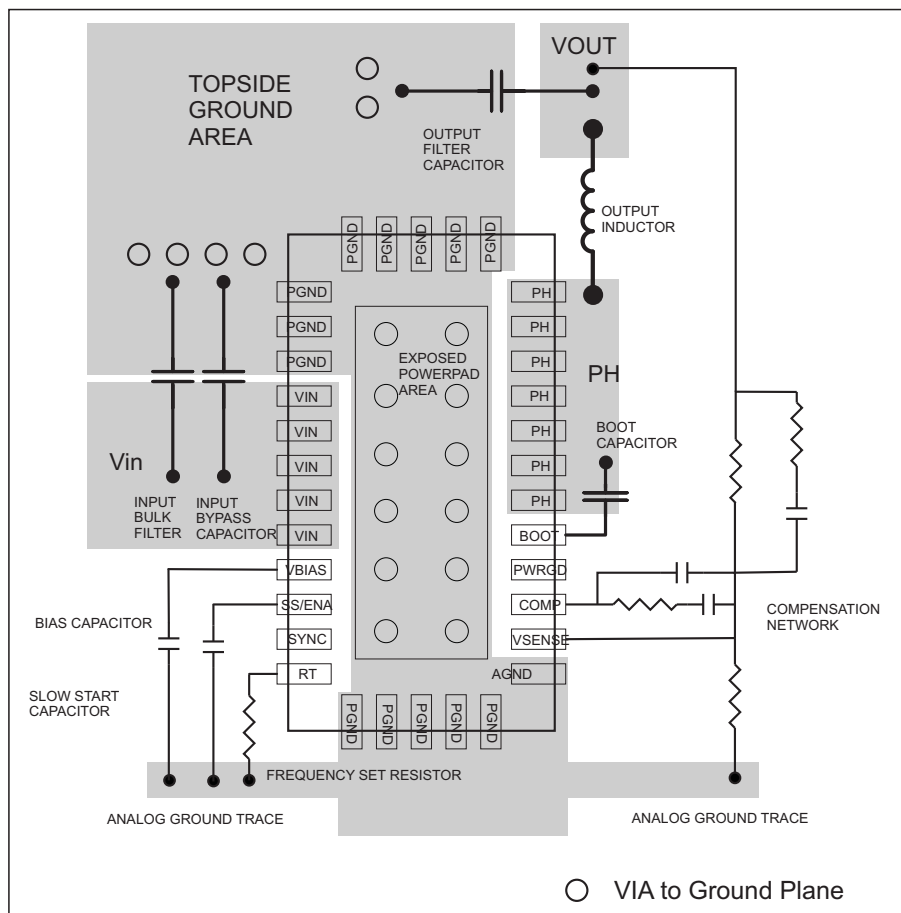 VOUT
TOPSIDE
GROUND
AREA
OUTPUT
FILTER
CAPACITOR
OUTPUT
INDUCTOR
PGND
PGND
PGND
PGND
PGND
PGND
PGND
PGND
VIN
VIN
VIN
VIN
VIN
VBIAS
SS/ENA
SYNC
RT
EXPOSED
POWERPAD
AREA
PH
PH
PH
PH
PH
PH
PH
BOOT
PWRGD
COMP
VSENSE
AGND
PH
BOOT
CAPACITOR
Vin
INPUT
BULK
FILTER
INPUT
BYPASS
CAPACITOR
BIAS CAPACITOR
SLOW START
CAPACITOR
COMPENSATION
NETWORK
PGND
PGND
PGND
PGND
PGND
FREQUENCY SET RESISTOR
ANALOG GROUND TRACE
ANALOG GROUND TRACE
VIA to Ground Plane